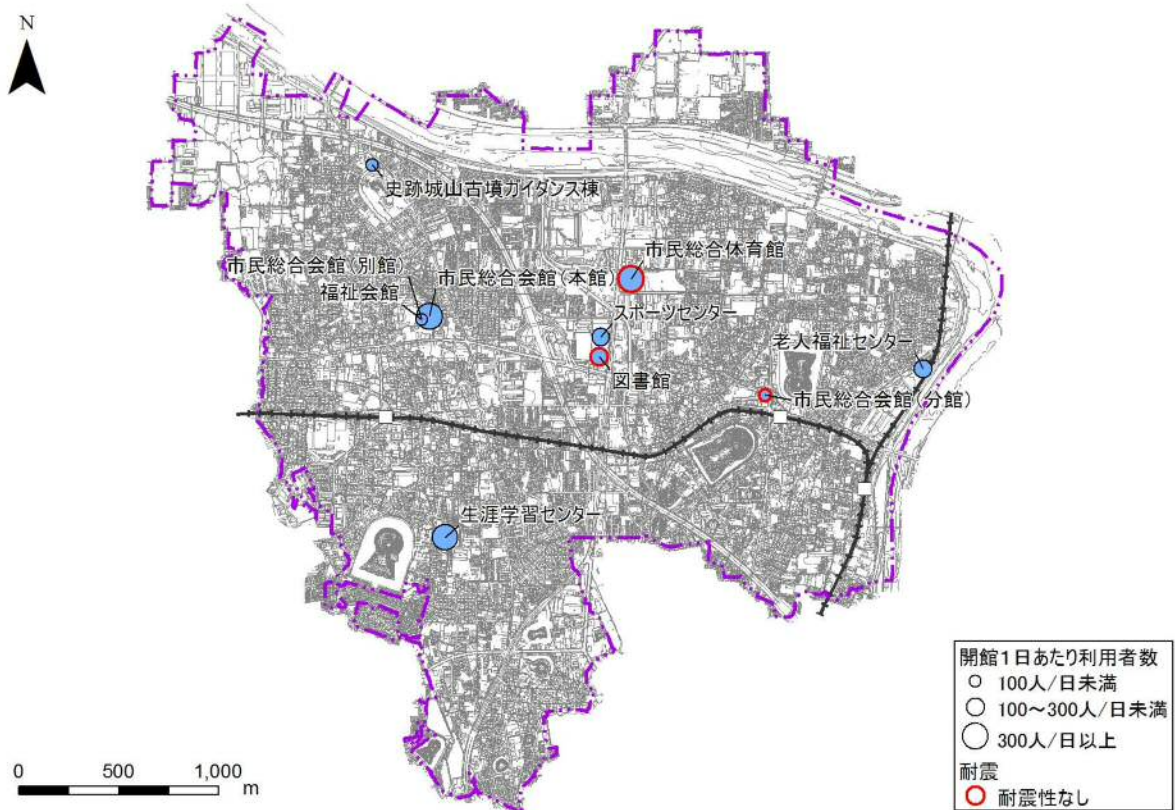 N
史跡城山古墳ガイダンス棟
市民総合体育館
市民総合会館(別館)
市民総合会館(本館)
福祉会館
スポーツセンター
老人福祉センター
図書館
市民総合会館(分館)
生涯学習センター
開館1日あたり利用者数
100人/日未満
100~300人/日未満
300人/日以上
耐震
耐震性なし
0 500 1,000
m